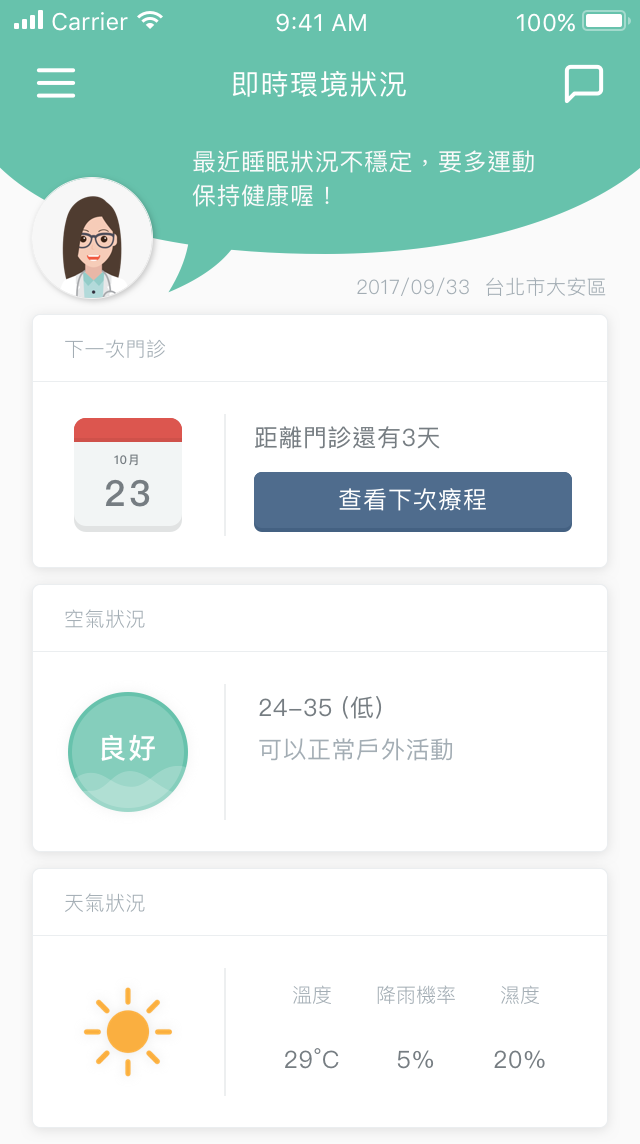 Carrier 9:41 AM 100%
即時環境狀況
最近睡眠狀況不穩定，要多運動
保持健康喔！
2017/09/33 台北市大安區
下一次門診
10月
23
距離門診還有3天
查看下次療程
空氣狀況
良好
24–35 (低)
可以正常戶外活動
天氣狀況
溫度 降雨機率 濕度
29°C 5% 20%